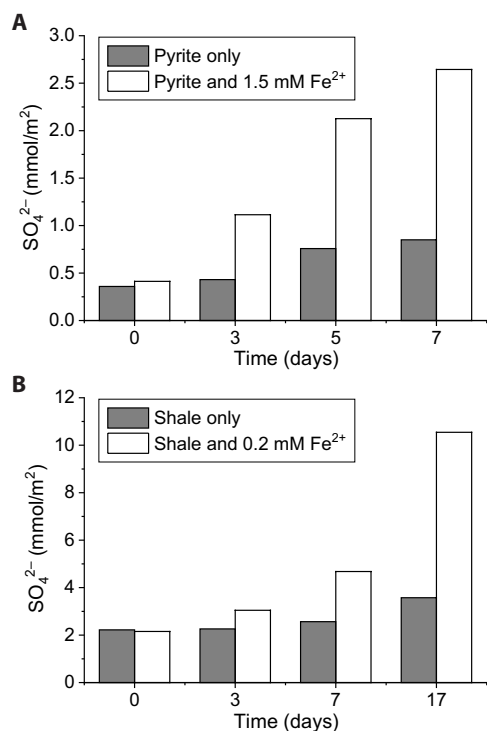 A
3.0
2.5
2.0
1.5
1.0
0.5
0.0
SO₄²⁻ (mmol/m²)
Pyrite only
Pyrite and 1.5 mM Fe²⁺
0 3 5 7
Time (days)
B
12
10
8
6
4
2
0
SO₄²⁻ (mmol/m²)
Shale only
Shale and 0.2 mM Fe²⁺
0 3 7 17
Time (days)